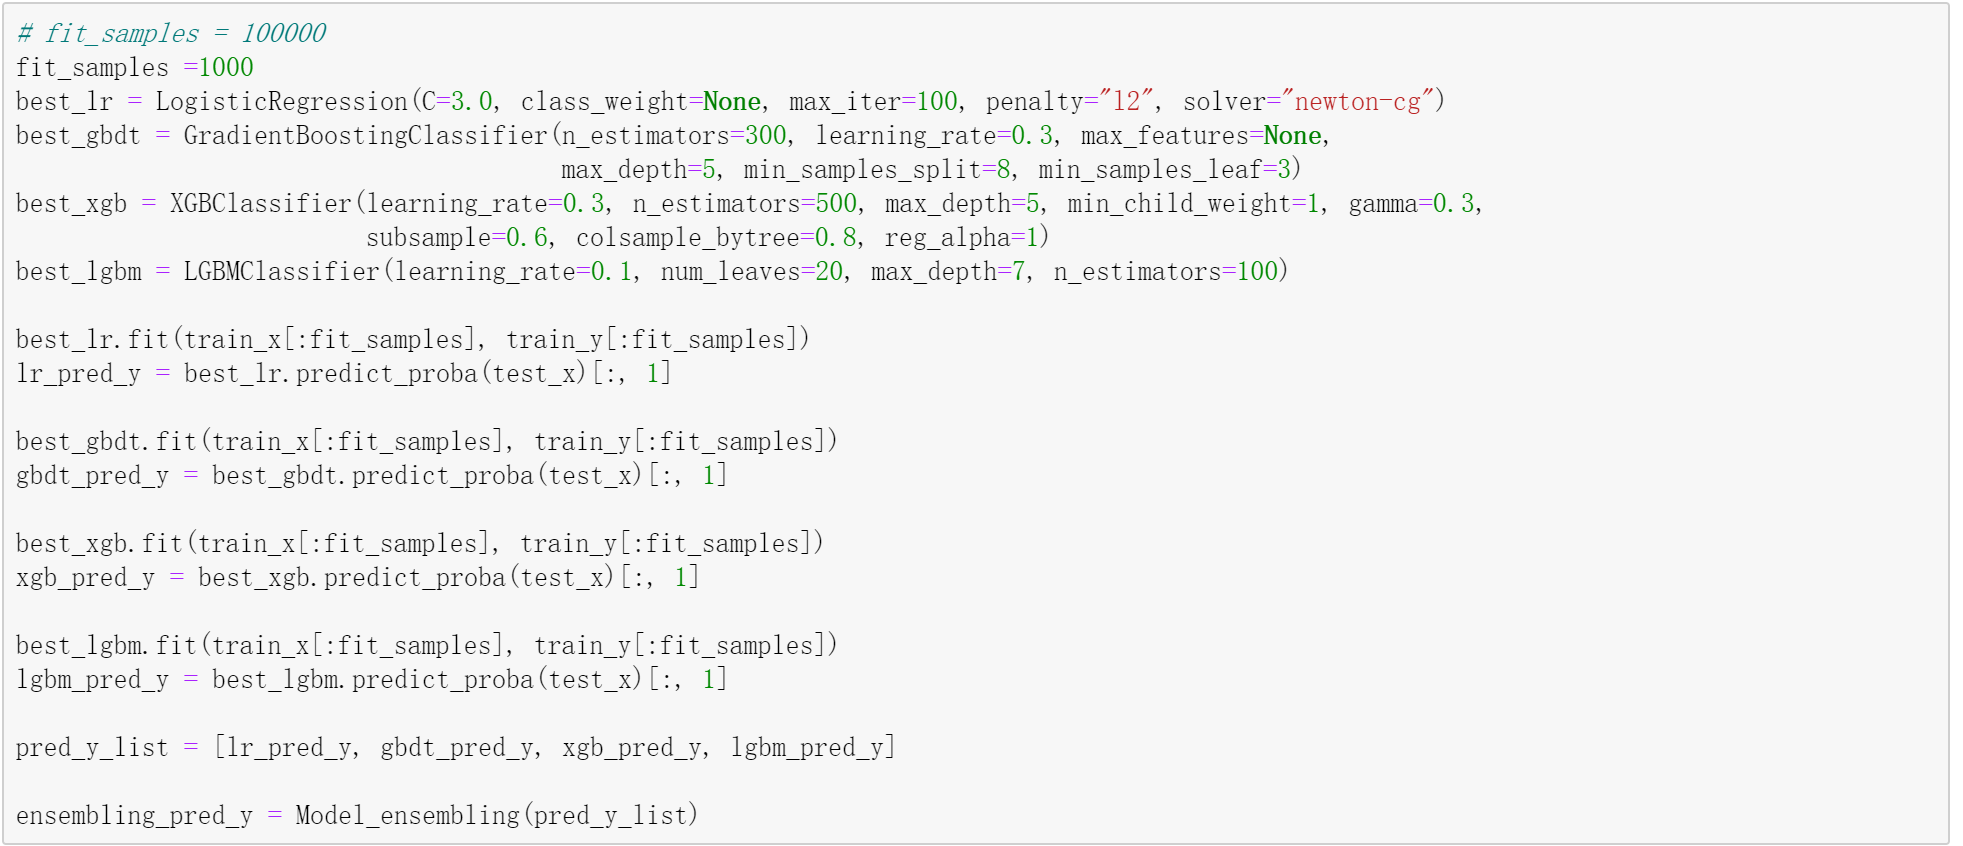 # fit_samples = 100000
fit_samples =1000
best_lr = LogisticRegression(C=3.0, class_weight=None, max_iter=100, penalty="l2", solver="newton-cg")
best_gbdt = GradientBoostingClassifier(n_estimators=300, learning_rate=0.3, max_features=None,
                                       max_depth=5, min_samples_split=8, min_samples_leaf=3)
best_xgb = XGBClassifier(learning_rate=0.3, n_estimators=500, max_depth=5, min_child_weight=1, gamma=0.3,
                         subsample=0.6, colsample_bytree=0.8, reg_alpha=1)
best_lgbm = LGBMClassifier(learning_rate=0.1, num_leaves=20, max_depth=7, n_estimators=100)

best_lr.fit(train_x[:fit_samples], train_y[:fit_samples])
lr_pred_y = best_lr.predict_proba(test_x)[:, 1]

best_gbdt.fit(train_x[:fit_samples], train_y[:fit_samples])
gbdt_pred_y = best_gbdt.predict_proba(test_x)[:, 1]

best_xgb.fit(train_x[:fit_samples], train_y[:fit_samples])
xgb_pred_y = best_xgb.predict_proba(test_x)[:, 1]

best_lgbm.fit(train_x[:fit_samples], train_y[:fit_samples])
lgbm_pred_y = best_lgbm.predict_proba(test_x)[:, 1]

pred_y_list = [lr_pred_y, gbdt_pred_y, xgb_pred_y, lgbm_pred_y]

ensembling_pred_y = Model_ensembling(pred_y_list)